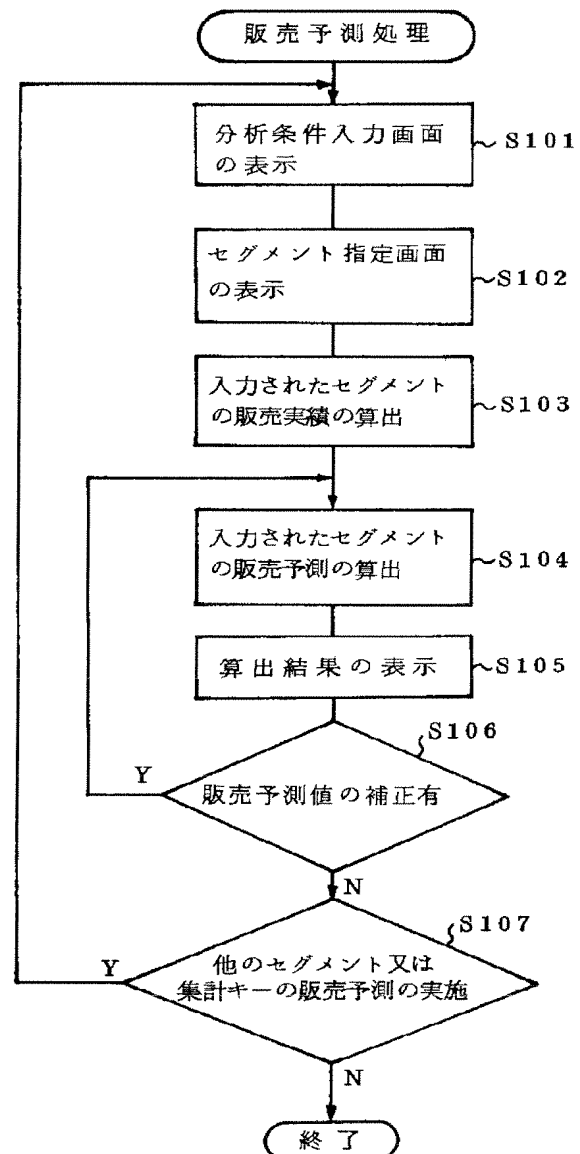 販売予測処理
分析条件入力画面
の表示
S101
セグメント指定画面
の表示
S102
入力されたセグメント
の販売実績の算出
S103
入力されたセグメント
の販売予測の算出
S104
算出結果の表示
S105
S106
Y
販売予測値の補正有
N
S107
Y
他のセグメント又は
集計キーの販売予測の実施
N
終了